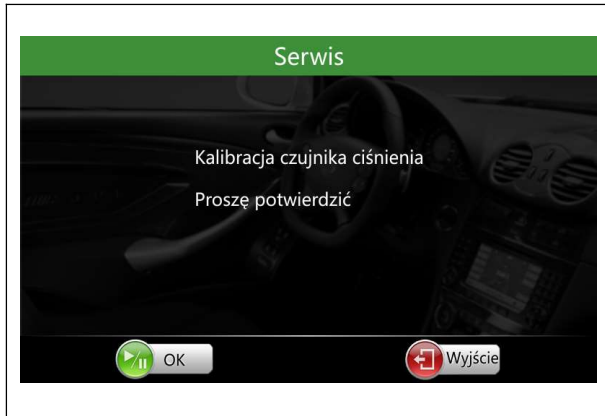 Serwis
Kalibracja czujnika ciśnienia
Proszę potwierdzić
OK
Wyjście